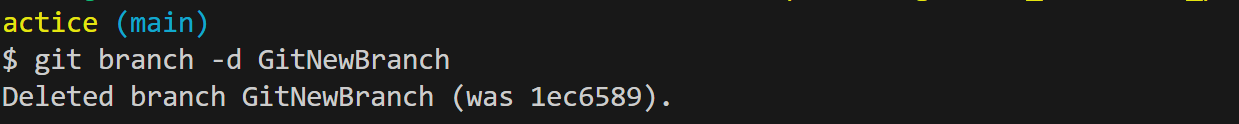 actice (main)
$ git branch -d GitNewBranch
Deleted branch GitNewBranch (was 1ec6589).